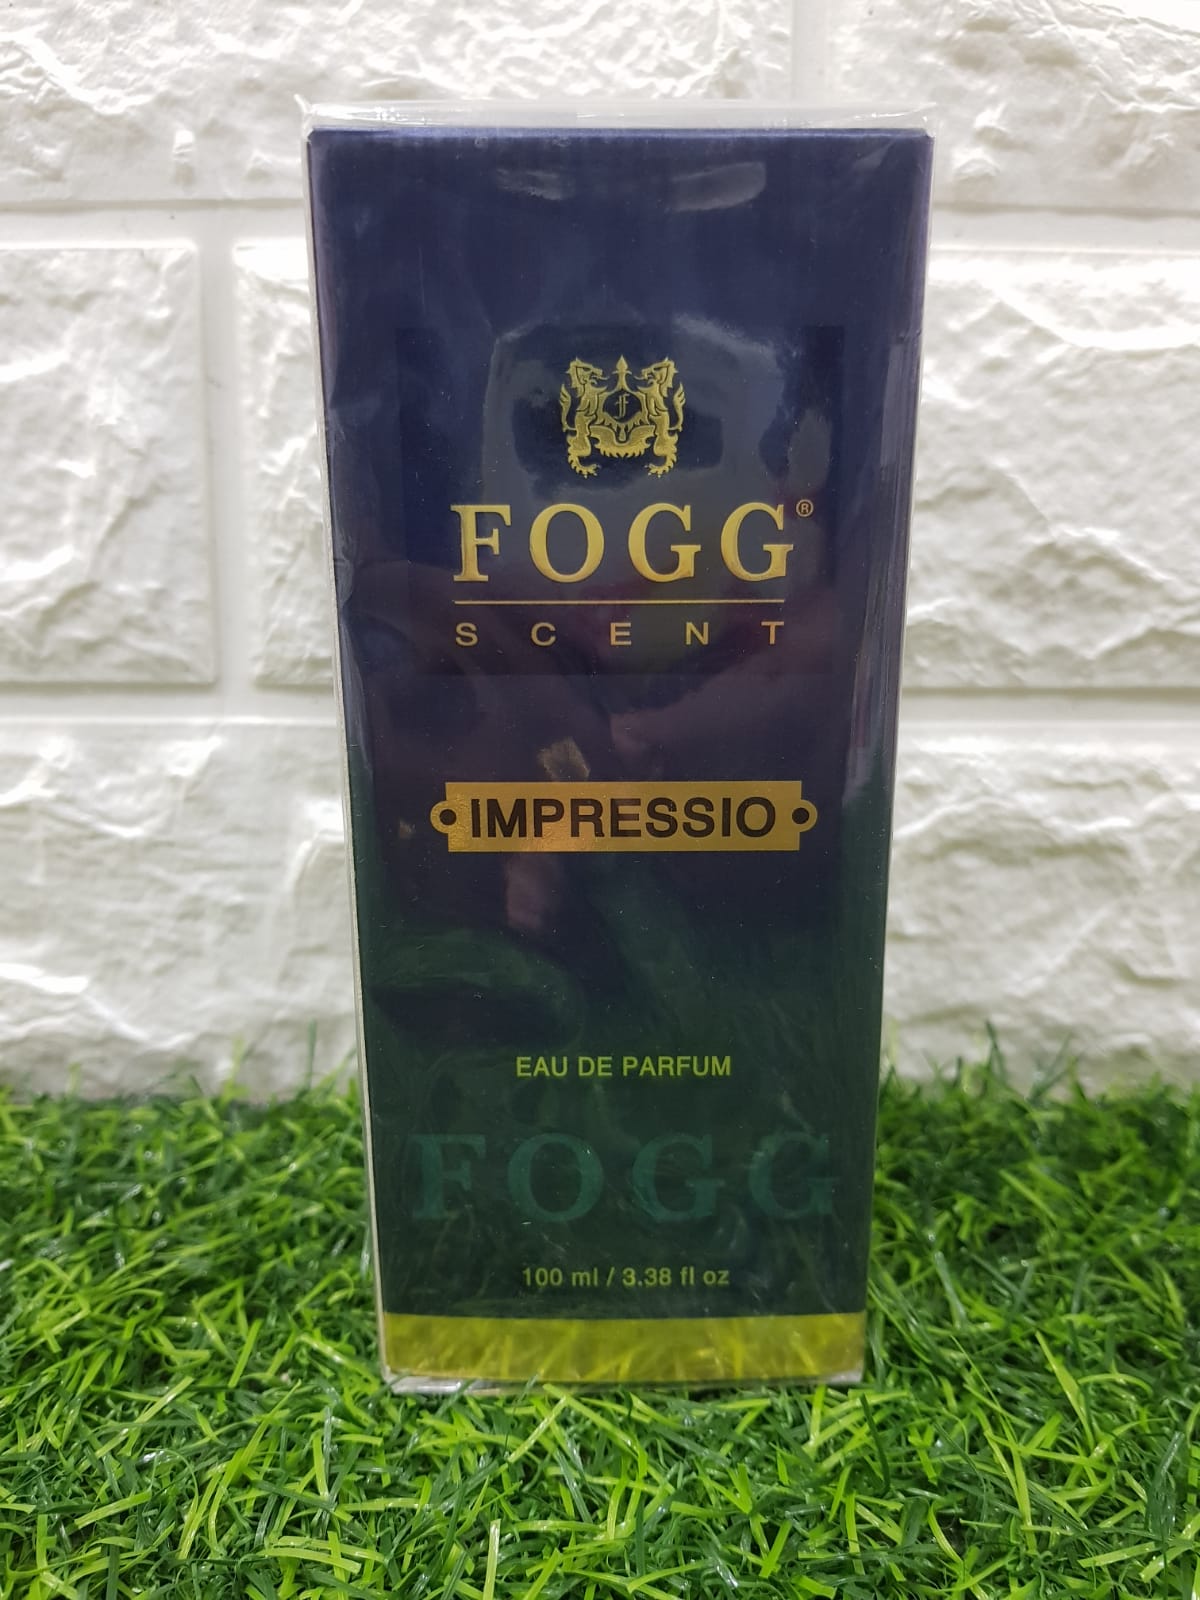 FOGG®
SCENT
IMPRESSIO
EAU DE PARFUM
FOGG
100 ml / 3.38 fl oz